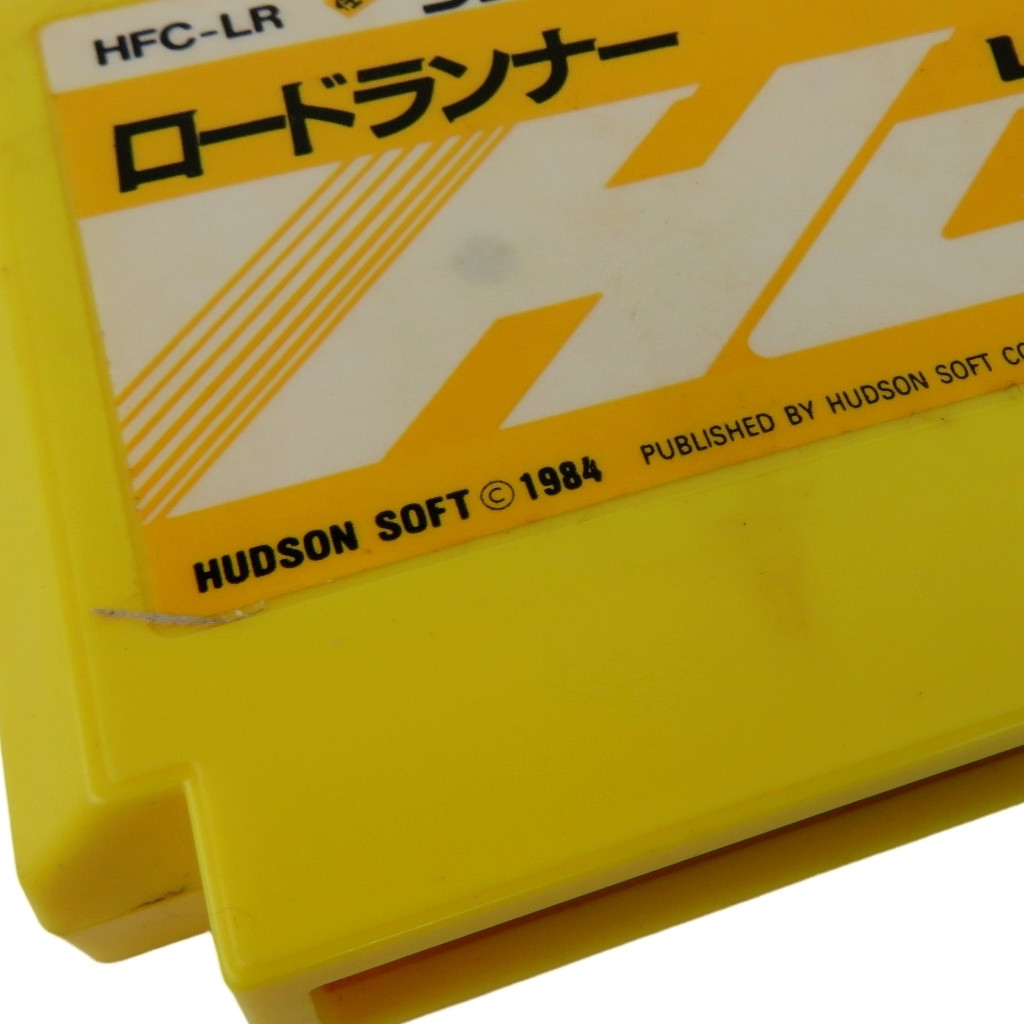 HFC-LR
ロードランナー
HUDSON SOFT © 1984
PUBLISHED BY HUDSON SOFT